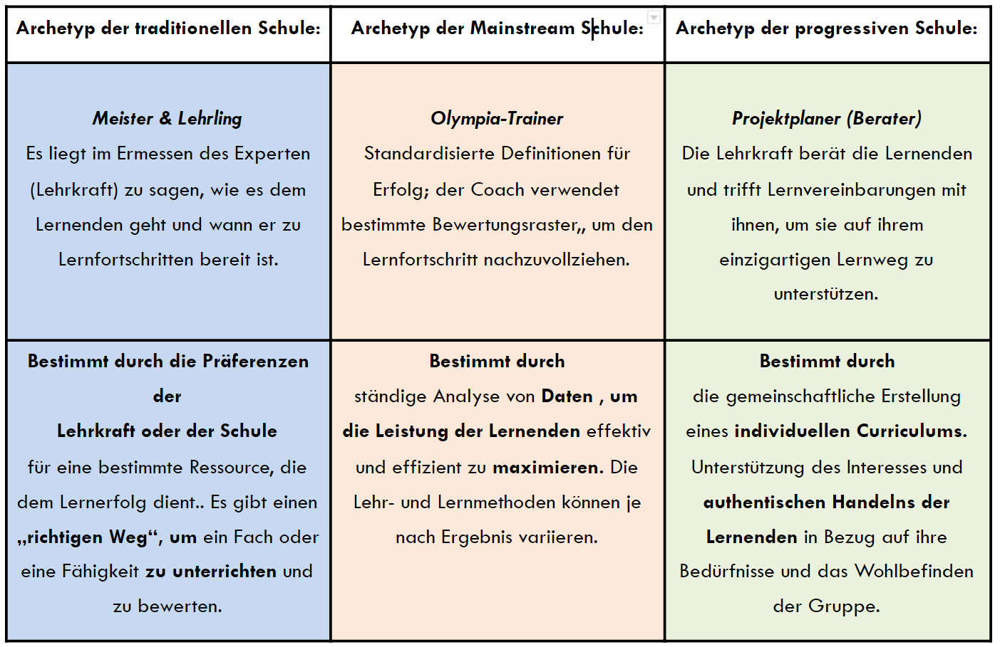 Archetyp der traditionellen Schule:
Archetyp der Mainstream Schule:
Archetyp der progressiven Schule:
Meister & Lehrling
Es liegt im Ermessen des Experten
(Lehrkraft) zu sagen, wie es dem
Lernenden geht und wann er zu
Lernfortschritten bereit ist.
Olympia-Trainer
Standardisierte Definitionen für
Erfolg; der Coach verwendet
bestimmte Bewertungsraster,, um den
Lernfortschritt nachzuvollziehen.
Projektplaner (Berater)
Die Lehrkraft berät die Lernenden
und trifft Lernvereinbarungen mit
ihnen, um sie auf ihrem
einzigartigen Lernweg zu
unterstützen.
Bestimmt durch die Präferenzen
der
Lehrkraft oder der Schule
für eine bestimmte Ressource, die
dem Lernerfolg dient.. Es gibt einen
„richtigen Weg“, um ein Fach oder
eine Fähigkeit zu unterrichten und
zu bewerten.
Bestimmt durch
ständige Analyse von Daten , um
die Leistung der Lernenden effektiv
und effizient zu maximieren. Die
Lehr- und Lernmethoden können je
nach Ergebnis variieren.
Bestimmt durch
die gemeinschaftliche Erstellung
eines individuellen Curriculums.
Unterstützung des Interesses und
authentischen Handelns der
Lernenden in Bezug auf ihre
Bedürfnisse und das Wohlbefinden
der Gruppe.